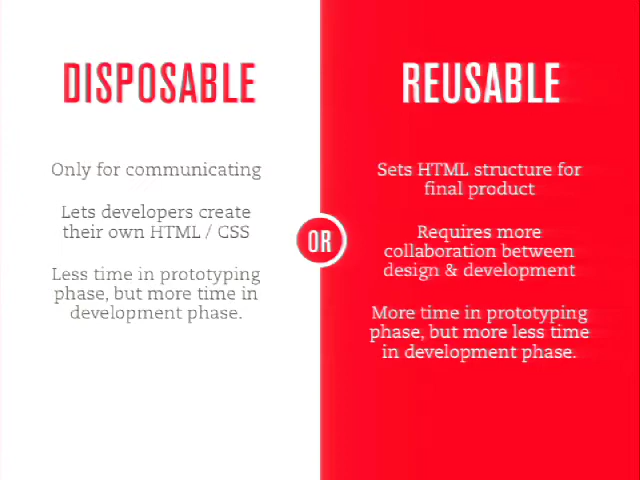 DISPOSABLE
Only for communicating
Lets developers create
their own HTML / CSS
Less time in prototyping
phase, but more time in
development phase.
OR
REUSABLE
Sets HTML structure for
final product
Requires more
collaboration between
design & development
More time in prototyping
phase, but more less time
in development phase.